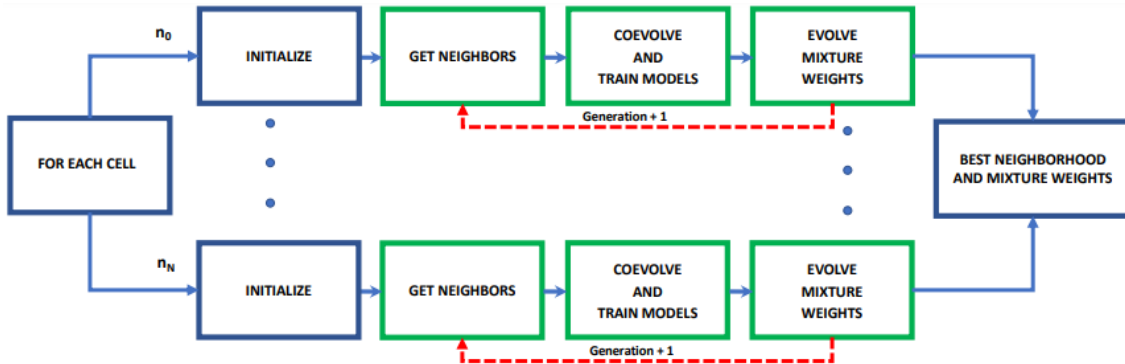 n0
INITIALIZE
GET NEIGHBORS
COEVOLVE
AND
TRAIN MODELS
EVOLVE
MIXTURE
WEIGHTS
Generation + 1
FOR EACH CELL
BEST NEIGHBORHOOD
AND MIXTURE WEIGHTS
nN
INITIALIZE
GET NEIGHBORS
COEVOLVE
AND
TRAIN MODELS
EVOLVE
MIXTURE
WEIGHTS
Generation + 1